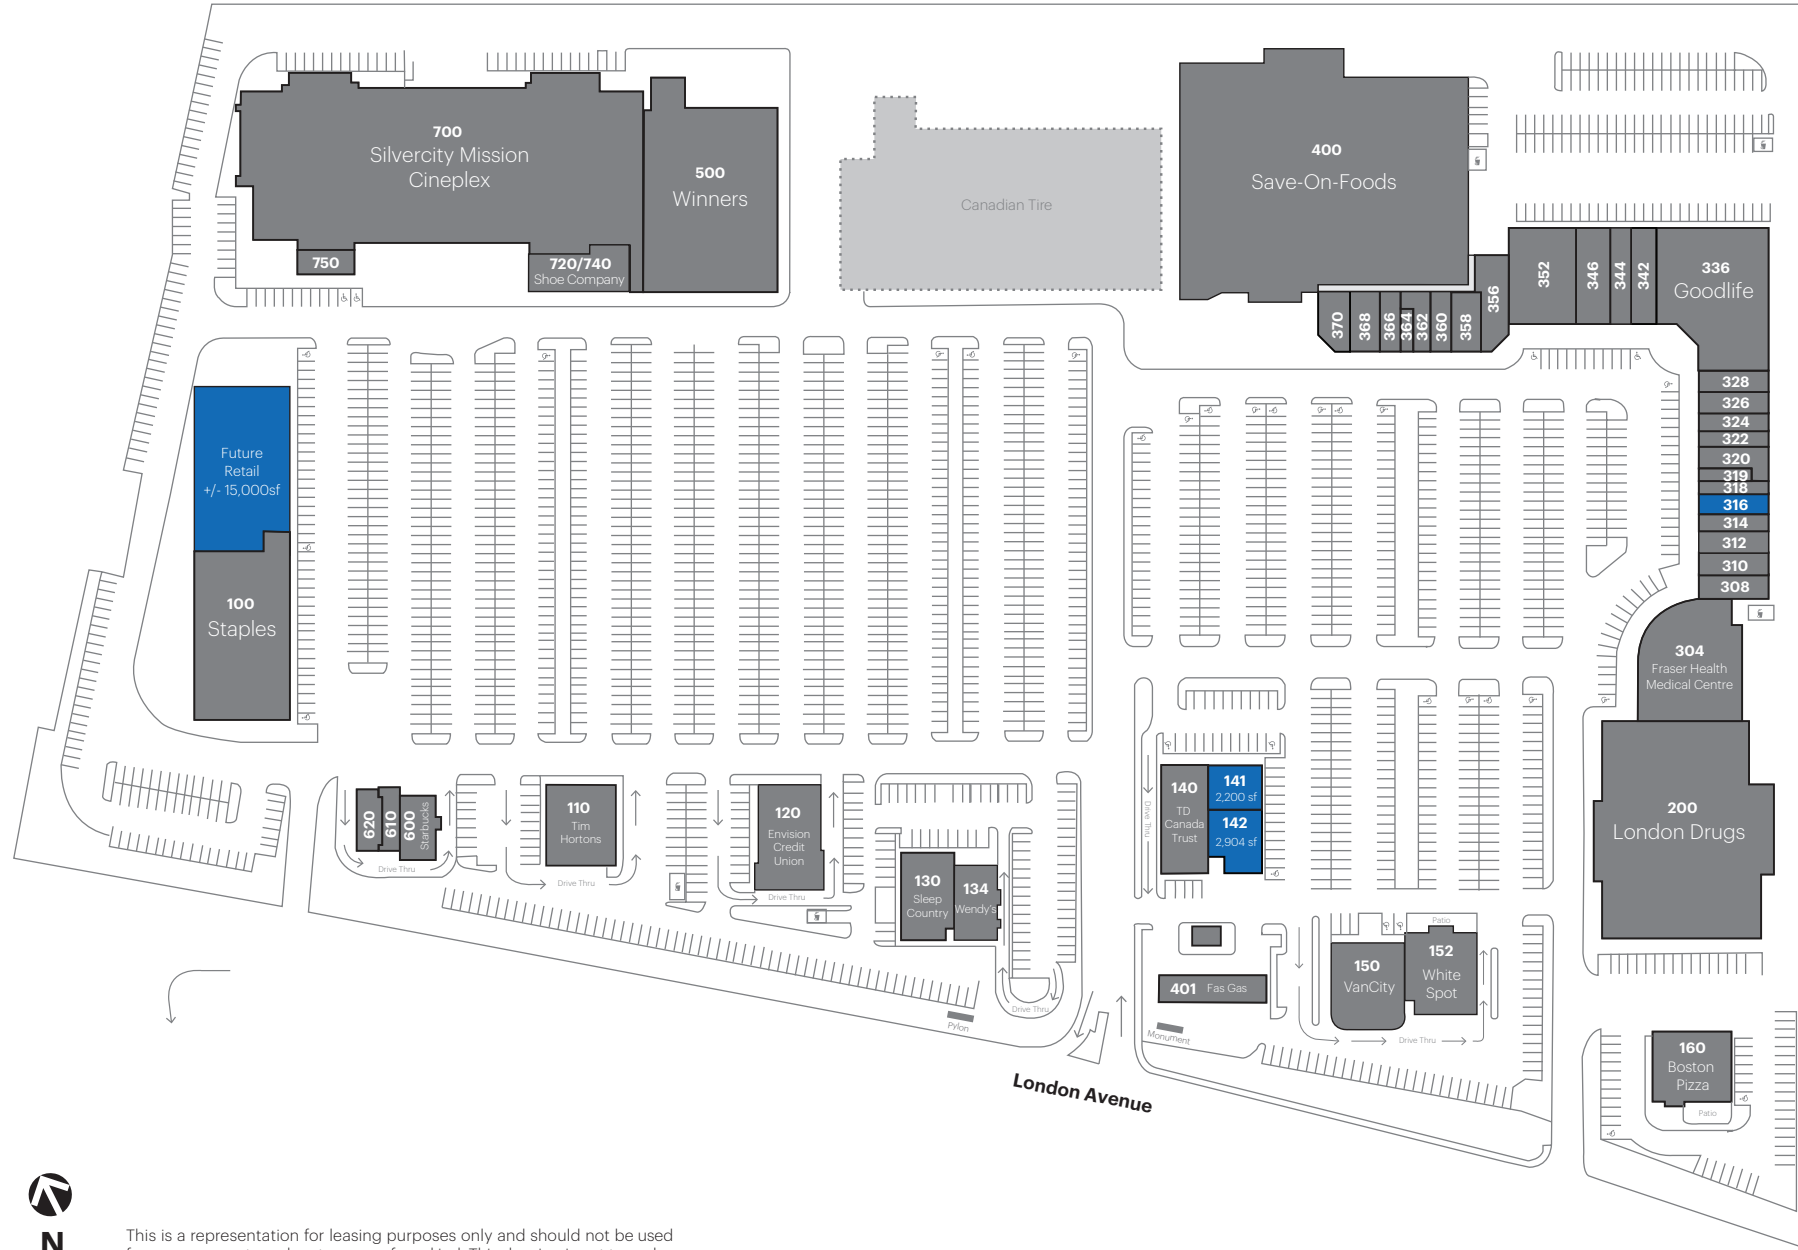 700
Silvercity Mission
Cineplex
500
Winners
750
720/740
Shoe Company
Canadian Tire
400
Save-On-Foods
370
368
366
364
362
360
358
356
352
346
344
342
336
Goodlife
328
326
324
322
320
319
318
316
314
312
310
308
304
Fraser Health
Medical Centre
200
London Drugs
Future
Retail
+/- 15,000sf
100
Staples
620
610
600
Starbucks
Drive Thru
110
Tim
Hortons
Drive Thru
120
Envision
Credit
Union
Drive Thru
130
Sleep
Country
134
Wendy's
Drive Thru
Pylon
Drive Thru
140
TD
Canada
Trust
141
2,200 sf
142
2,904 sf
401 Fas Gas
Monument
150
VanCity
Patio
152
White
Spot
Drive Thru
160
Boston
Pizza
Patio
London Avenue
N
This is a representation for leasing purposes only and should not be used